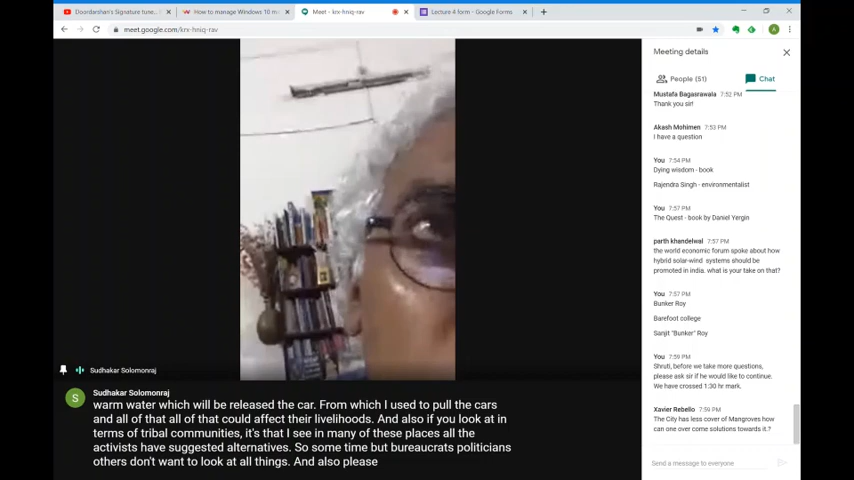 Doordarshan's Signature tune...
How to manage Windows 10 m
Meet - krx-hniq-rav
Lecture 4 form - Google Forms
meet.google.com/krx-hniq-rav
A
Meeting details
People (51)
Chat
Mustafa Bagasrawala 7:52 PM
Thank you sir!
Akash Mohimen 7:53 PM
I have a question
You 7:54 PM
Dying wisdom - book
Rajendra Singh - environmentalist
You 7:57 PM
The Quest - book by Daniel Yergin
parth khandelwal 7:57 PM
the world economic forum spoke about how
hybrid solar-wind systems should be
promoted in india. what is your take on that?
You 7:57 PM
Bunker Roy
Barefoot college
Sanjit "Bunker" Roy
You 7:59 PM
Shruti, before we take more questions,
please ask sir if he would like to continue.
We have crossed 1:30 hr mark.
Xavier Rebello 7:59 PM
The City has less cover of Mangroves how
can one over come solutions towards it.?
Send a message to everyone
Sudhakar Solomonraj
S
Sudhakar Solomonraj
warm water which will be released the car. From which I used to pull the cars
and all of that all of that could affect their livelihoods. And also if you look at in
terms of tribal communities, it's that I see in many of these places all the
activists have suggested alternatives. So some time but bureaucrats politicians
others don't want to look at all things. And also please